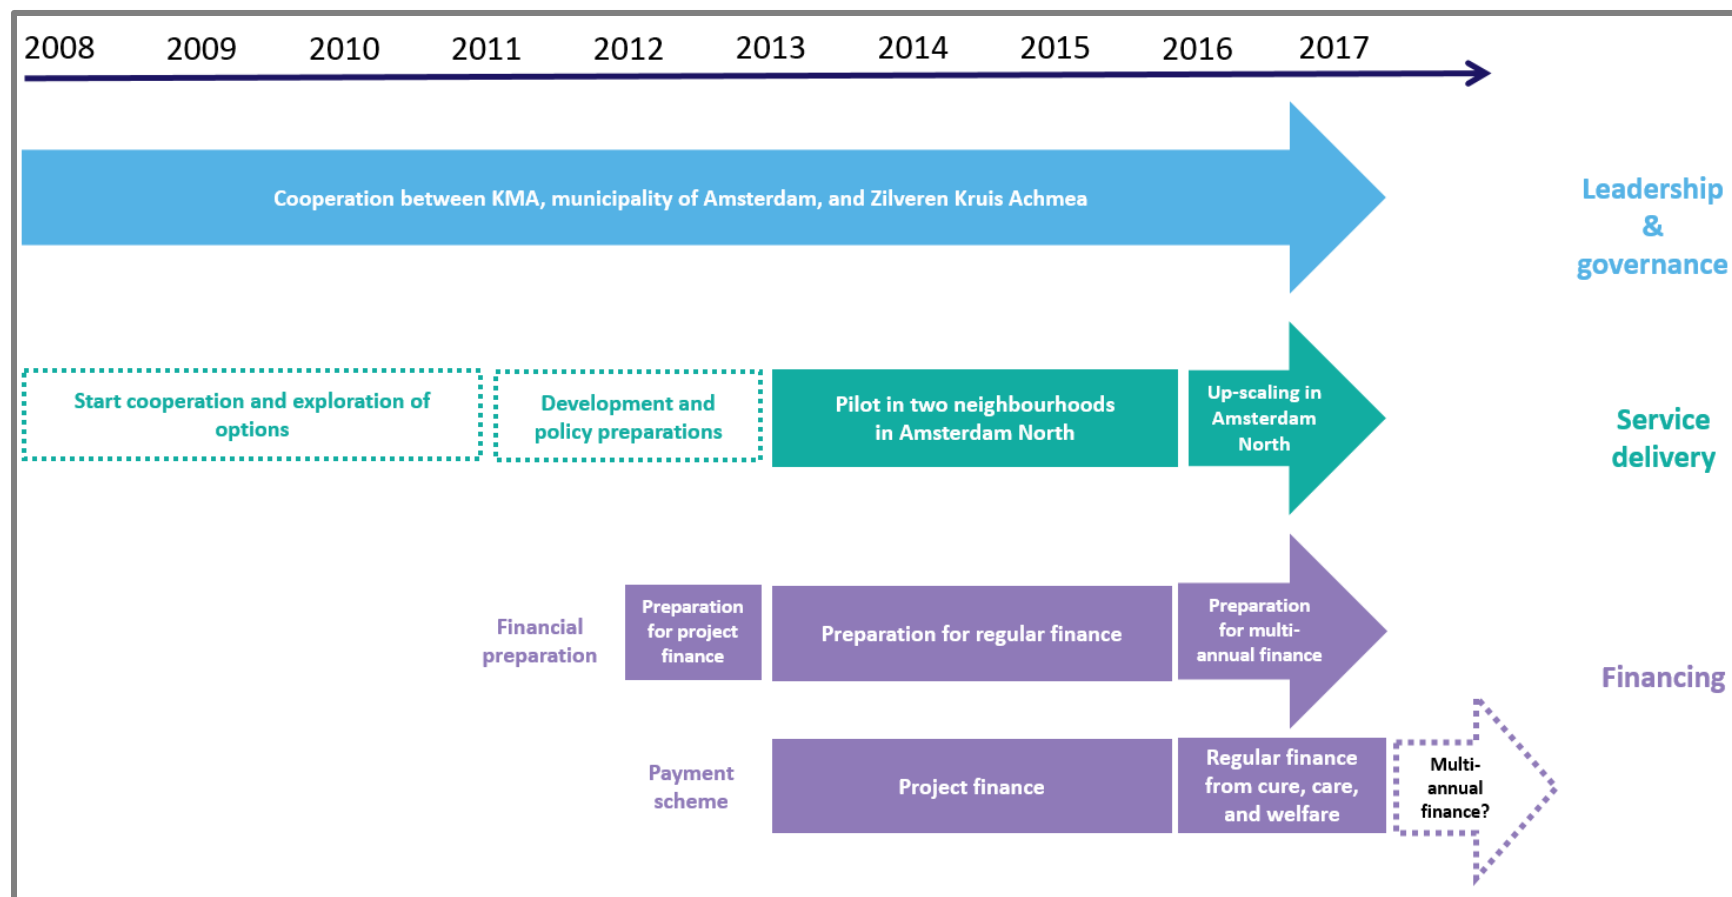 2008 2009 2010 2011 2012 2013 2014 2015 2016 2017
Cooperation between KMA, municipality of Amsterdam, and Zilveren Kruis Achmea
Leadership
&
governance
Start cooperation and exploration of
options
Development and
policy preparations
Pilot in two neighbourhoods
in Amsterdam North
Up-scaling in
Amsterdam
North
Service
delivery
Financial
preparation
Preparation
for project
finance
Preparation for regular finance
Preparation
for multi-
annual finance
Financing
Payment
scheme
Project finance
Regular finance
from cure, care,
and welfare
Multi-
annual
finance?